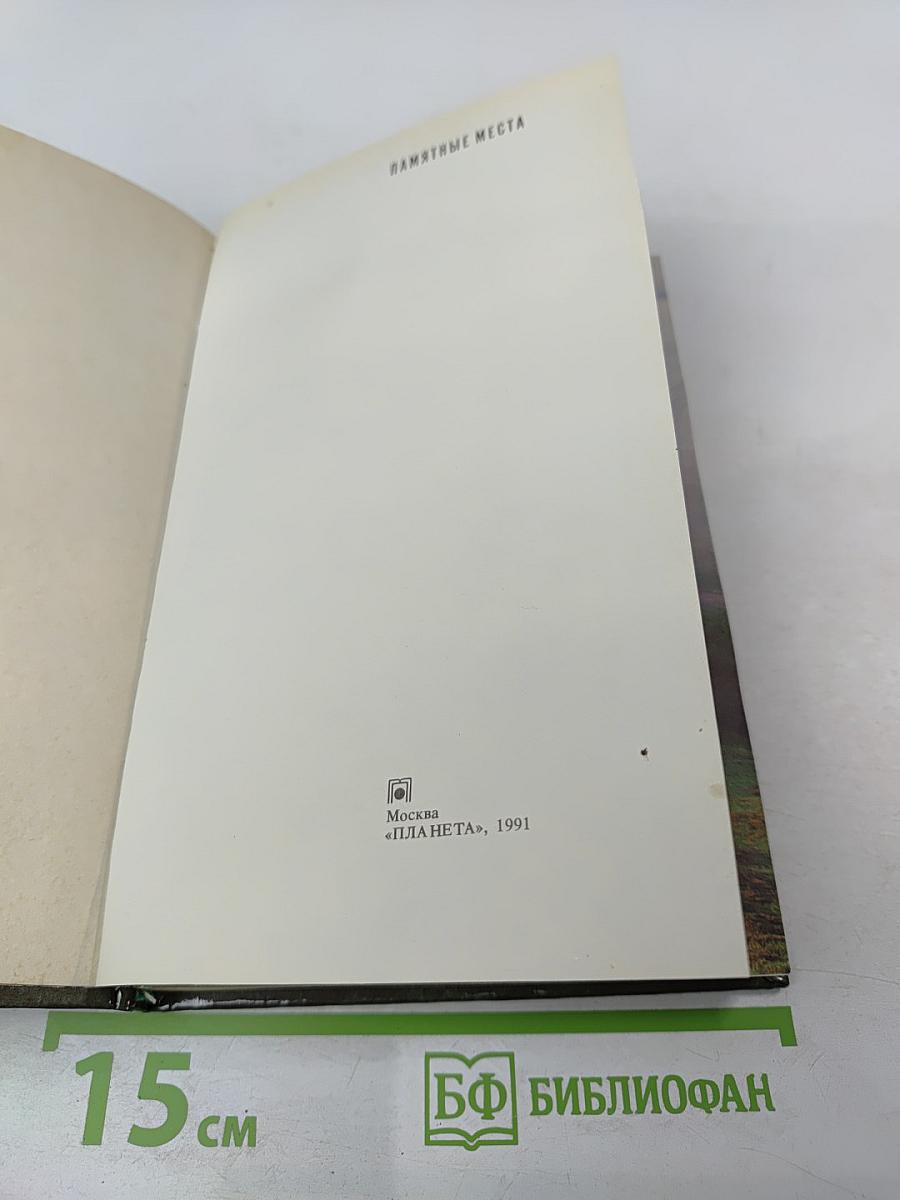 ПАМЯТНЫЕ МЕСТА
Москва
«ПЛАНЕТА», 1991
15 см
БФ БИБЛИОФАН